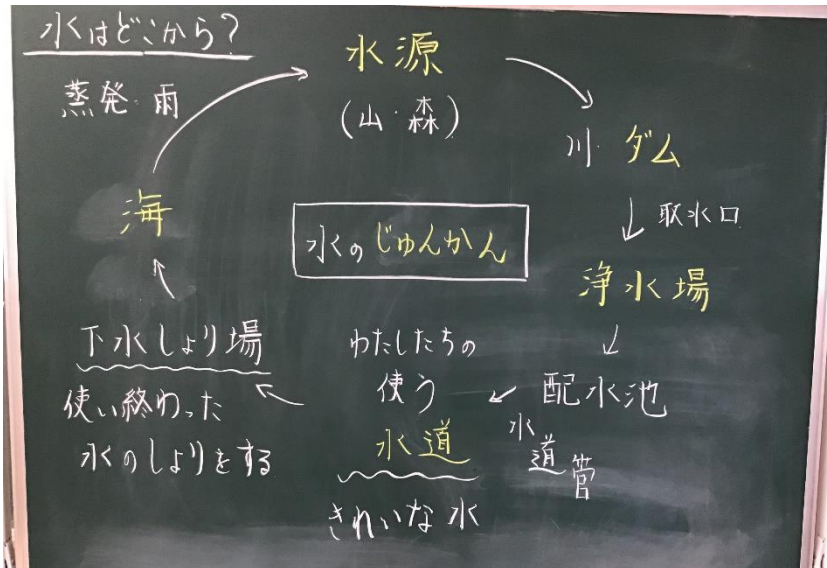 水はどこから?
蒸発・雨
水源
(山・森)
川・ダム
取水口
浄水場
配水池
水道管
わたしたちの
使う
水道
きれいな水
下水しょり場
使い終わった
水のしょりをする
海
水のじゅんかん